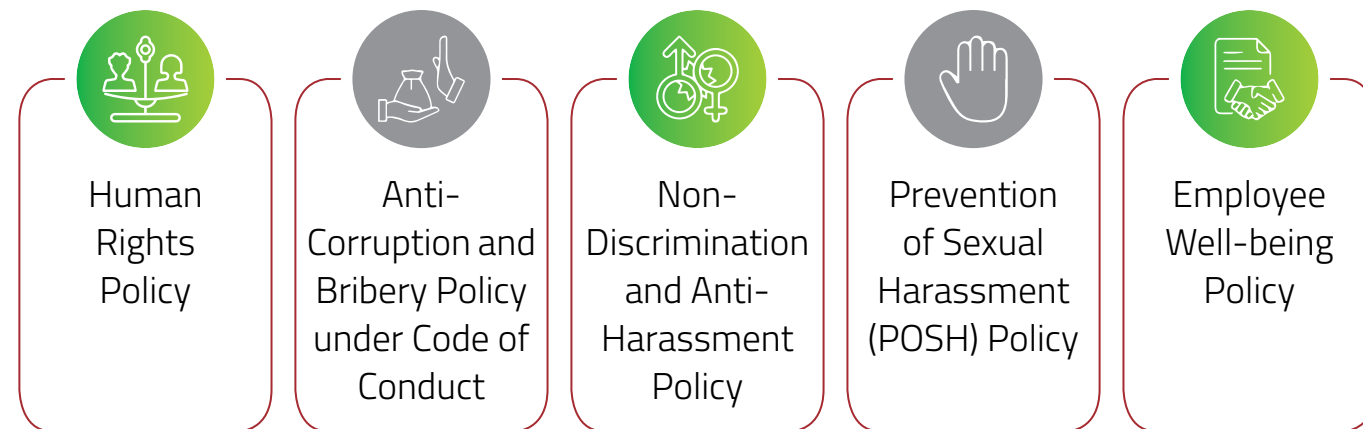 Human
Rights
Policy
Anti-
Corruption and
Bribery Policy
under Code of
Conduct
Non-
Discrimination
and Anti-
Harassment
Policy
Prevention
of Sexual
Harassment
(POSH) Policy
Employee
Well-being
Policy